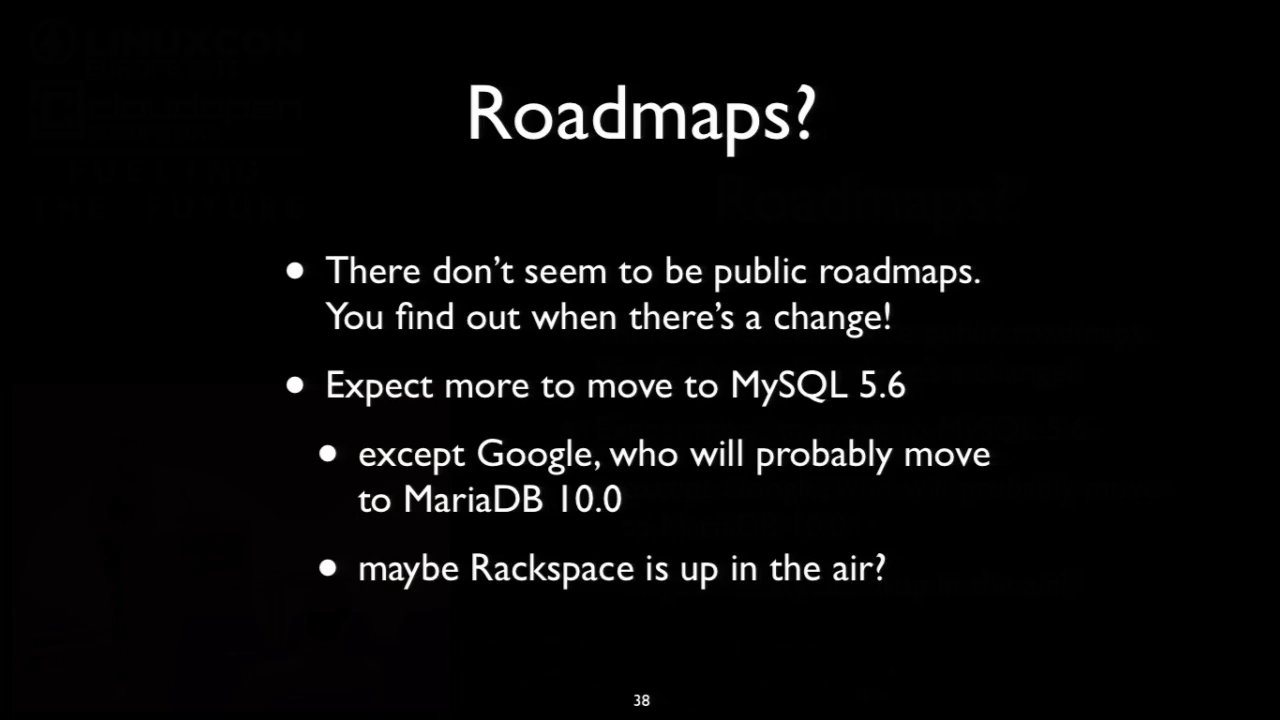 Roadmaps?
• There don't seem to be public roadmaps.
You find out when there's a change!
• Expect more to move to MySQL 5.6
• except Google, who will probably move
to MariaDB 10.0
• maybe Rackspace is up in the air?
38